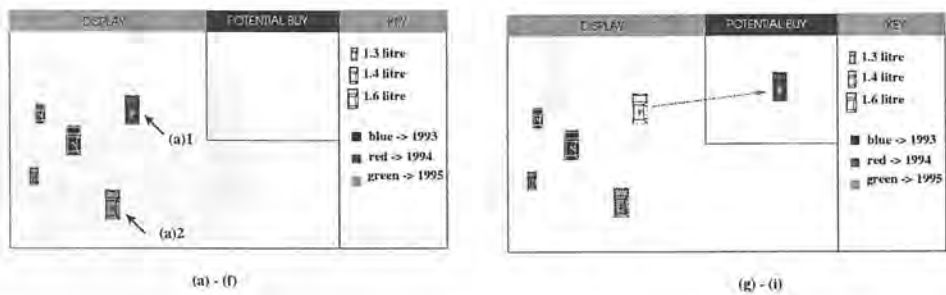 DISPLAY
POTENTIAL BUY
KEY
1.3 litre
1.4 litre
1.6 litre
blue -> 1993
red -> 1994
green -> 1995
(a)1
(a)2
(a) - (f)
DISPLAY
POTENTIAL BUY
KEY
1.3 litre
1.4 litre
1.6 litre
blue -> 1993
red -> 1994
green -> 1995
(g) - (i)